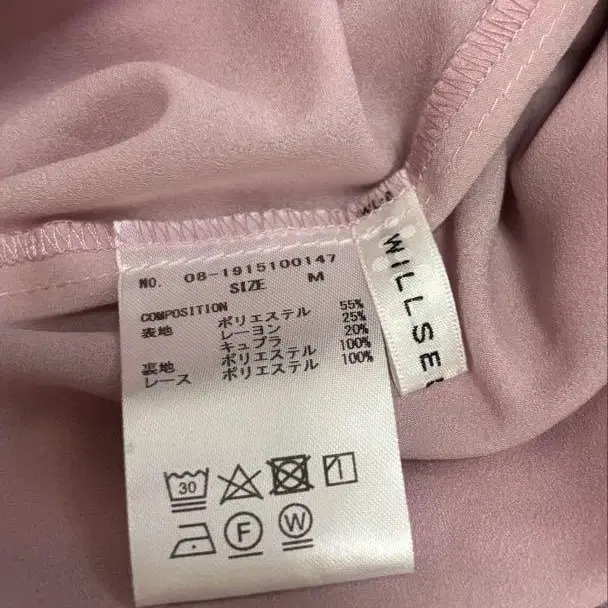 NO. 08-1915100147
SIZE M
COMPOSITION
表地 ポリエステル 55%
レーヨン 25%
キュプラ 20%
裏地 ポリエステル 100%
レース ポリエステル 100%
30
F W
WILLSE